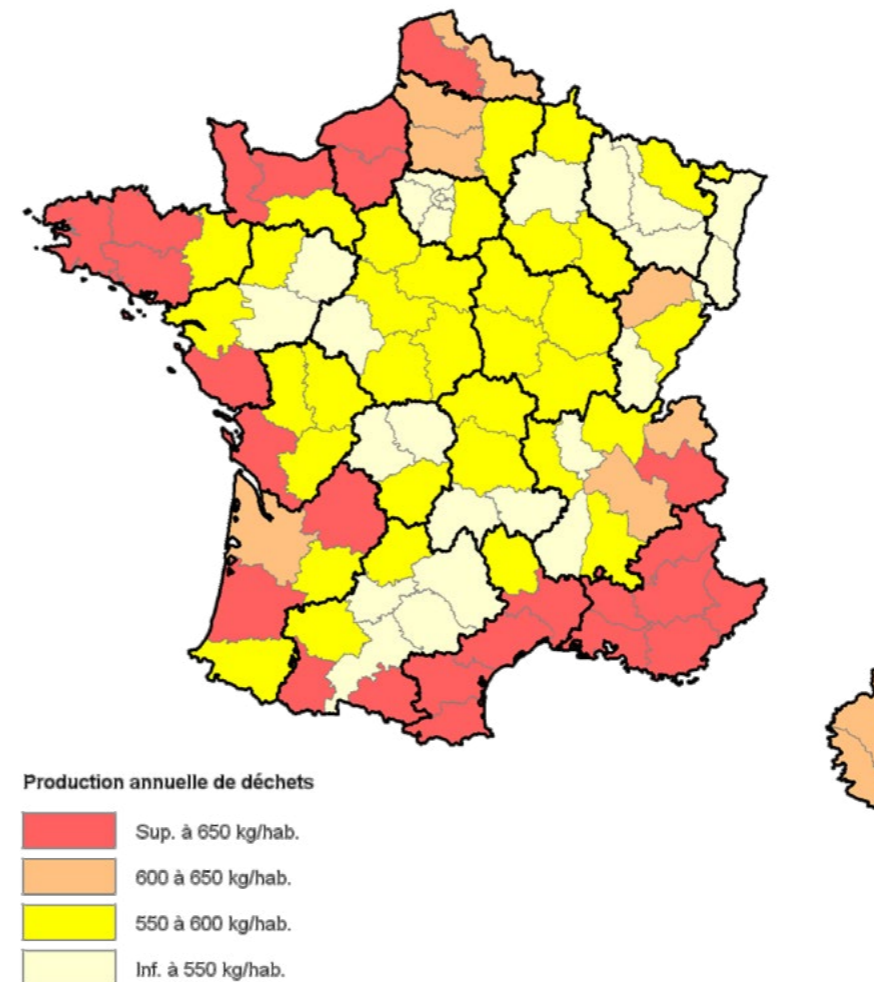 Production annuelle de déchets
Sup. à 650 kg/hab.
600 à 650 kg/hab.
550 à 600 kg/hab.
Inf. à 550 kg/hab.